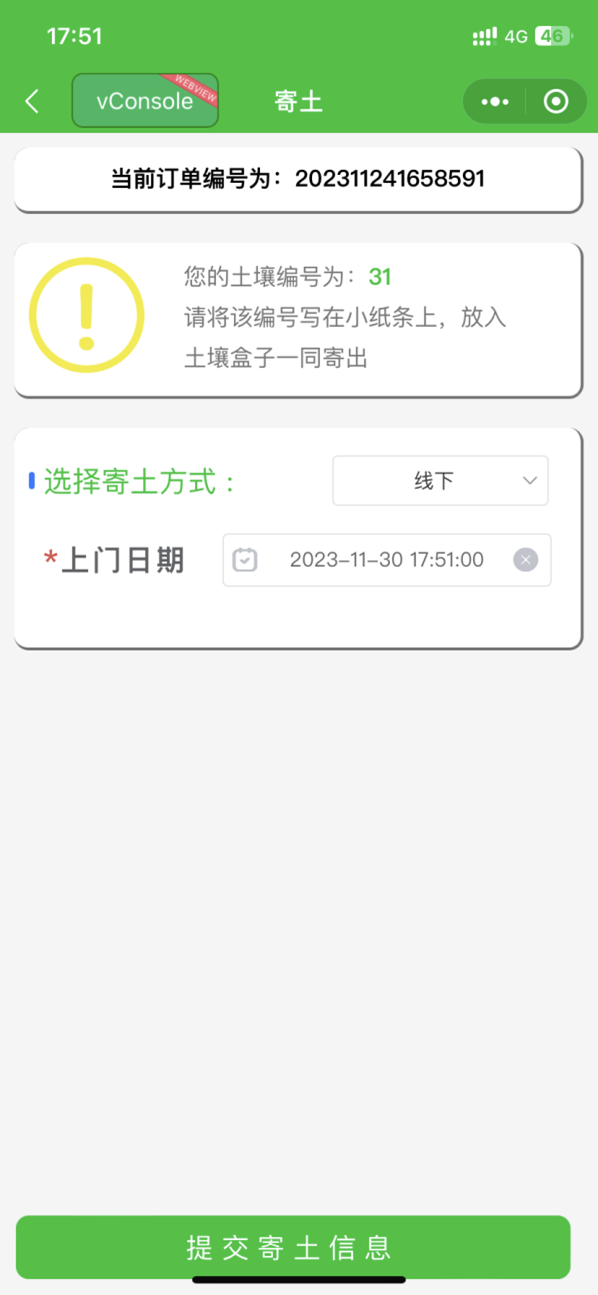 17:51
4G 46
vConsole
WEBVIEW
寄土
当前订单编号为：202311241658591
您的土壤编号为：31
请将该编号写在小纸条上，放入
土壤盒子一同寄出
选择寄土方式：
线下
*上门日期
2023-11-30 17:51:00
提交寄土信息